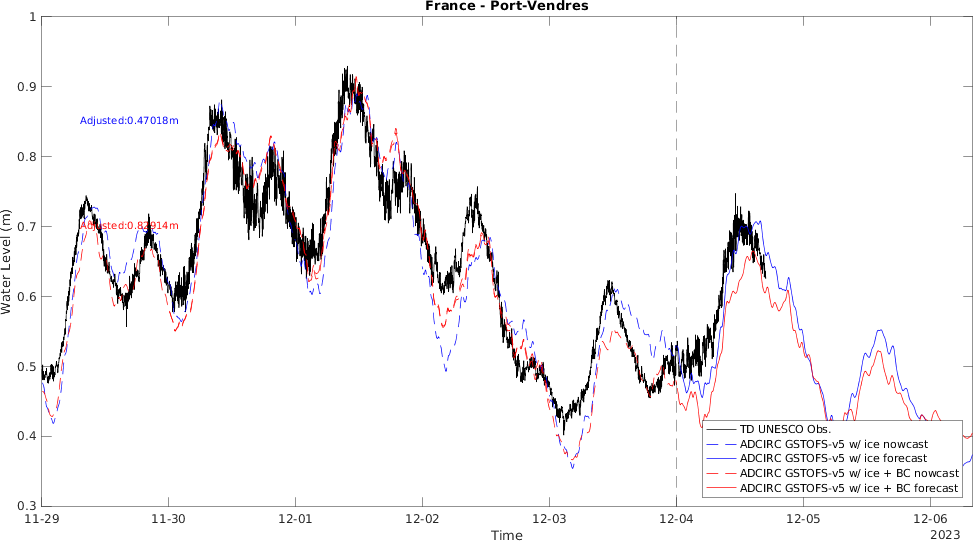 France - Port-Vendres
Water Level (m)
1
0.9
0.8
0.7
0.6
0.5
0.4
0.3
Adjusted:0.47018m
Adjusted:0.82914m
TD UNESCO Obs.
ADCIRC GSTOFS-v5 w/ ice nowcast
ADCIRC GSTOFS-v5 w/ ice forecast
ADCIRC GSTOFS-v5 w/ ice + BC nowcast
ADCIRC GSTOFS-v5 w/ ice + BC forecast
11-29 11-30 12-01 12-02 12-03 12-04 12-05 12-06
Time
2023